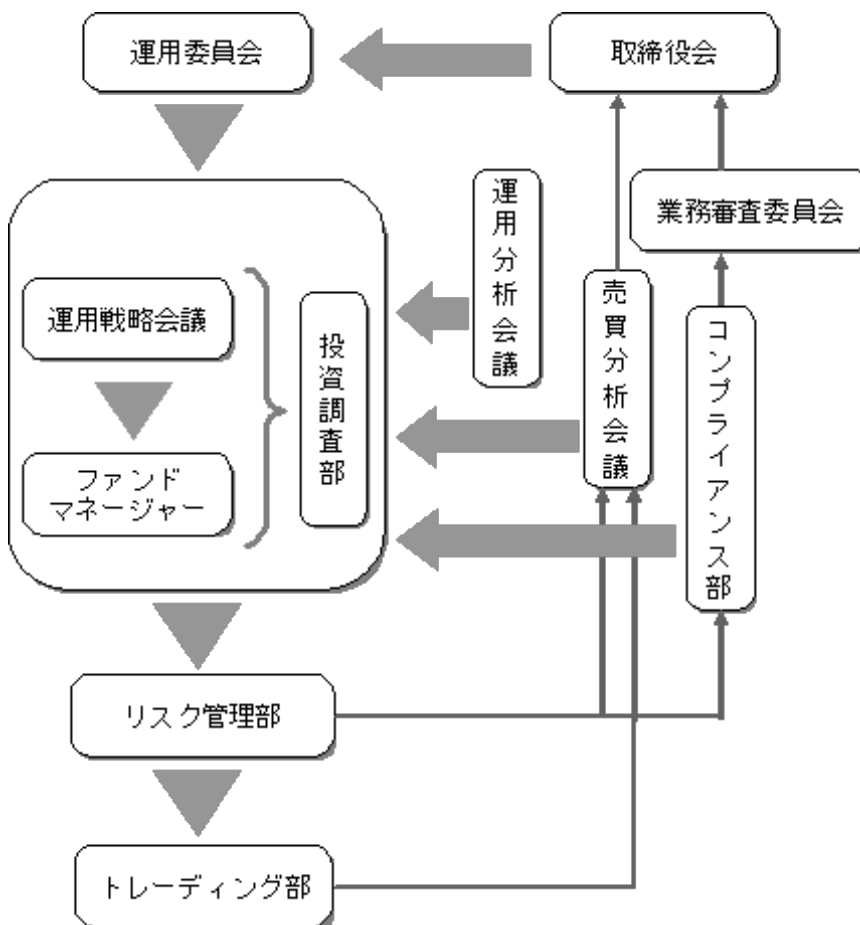 運用委員会
取締役会
運用分析会議
業務審査委員会
売買分析会議
コンプライアンス部
運用戦略会議
投資調査部
ファンド
マネージャー
リスク管理部
トレーディング部